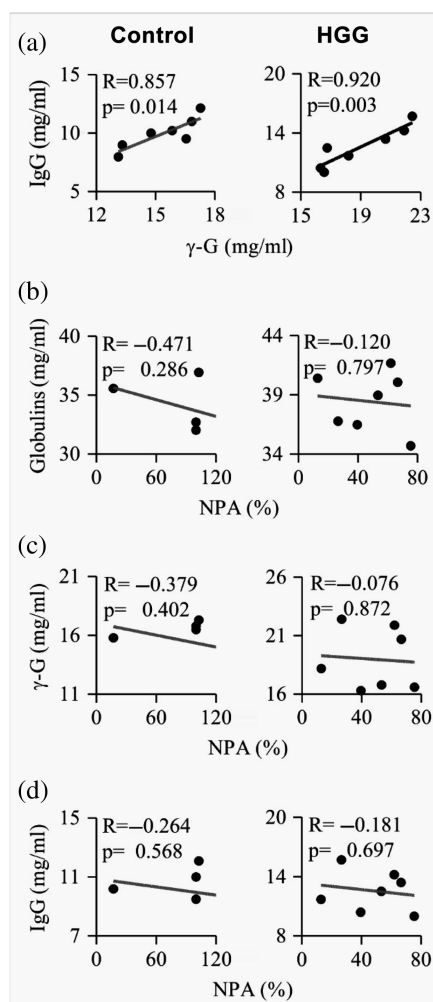 Control HGG
(a)
R=0.857
p= 0.014
R=0.920
p=0.003
IgG (mg/ml)
15
10
5
20
14
8
12 15 18
15 19 23
γ-G (mg/ml)
(b)
R= −0.471
p= 0.286
R=−0.120
p= 0.797
Globulins (mg/ml)
40
35
30
44
39
34
0 60 120
0 40 80
NPA (%) NPA (%)
(c)
R= −0.379
p= 0.402
R= −0.076
p= 0.872
γ-G (mg/ml)
21
16
11
26
21
16
0 60 120
0 40 80
NPA (%) NPA (%)
(d)
R=−0.264
p= 0.568
R= −0.181
p= 0.697
IgG (mg/ml)
15
11
7
20
14
8
0 60 120
0 40 80
NPA (%) NPA (%)